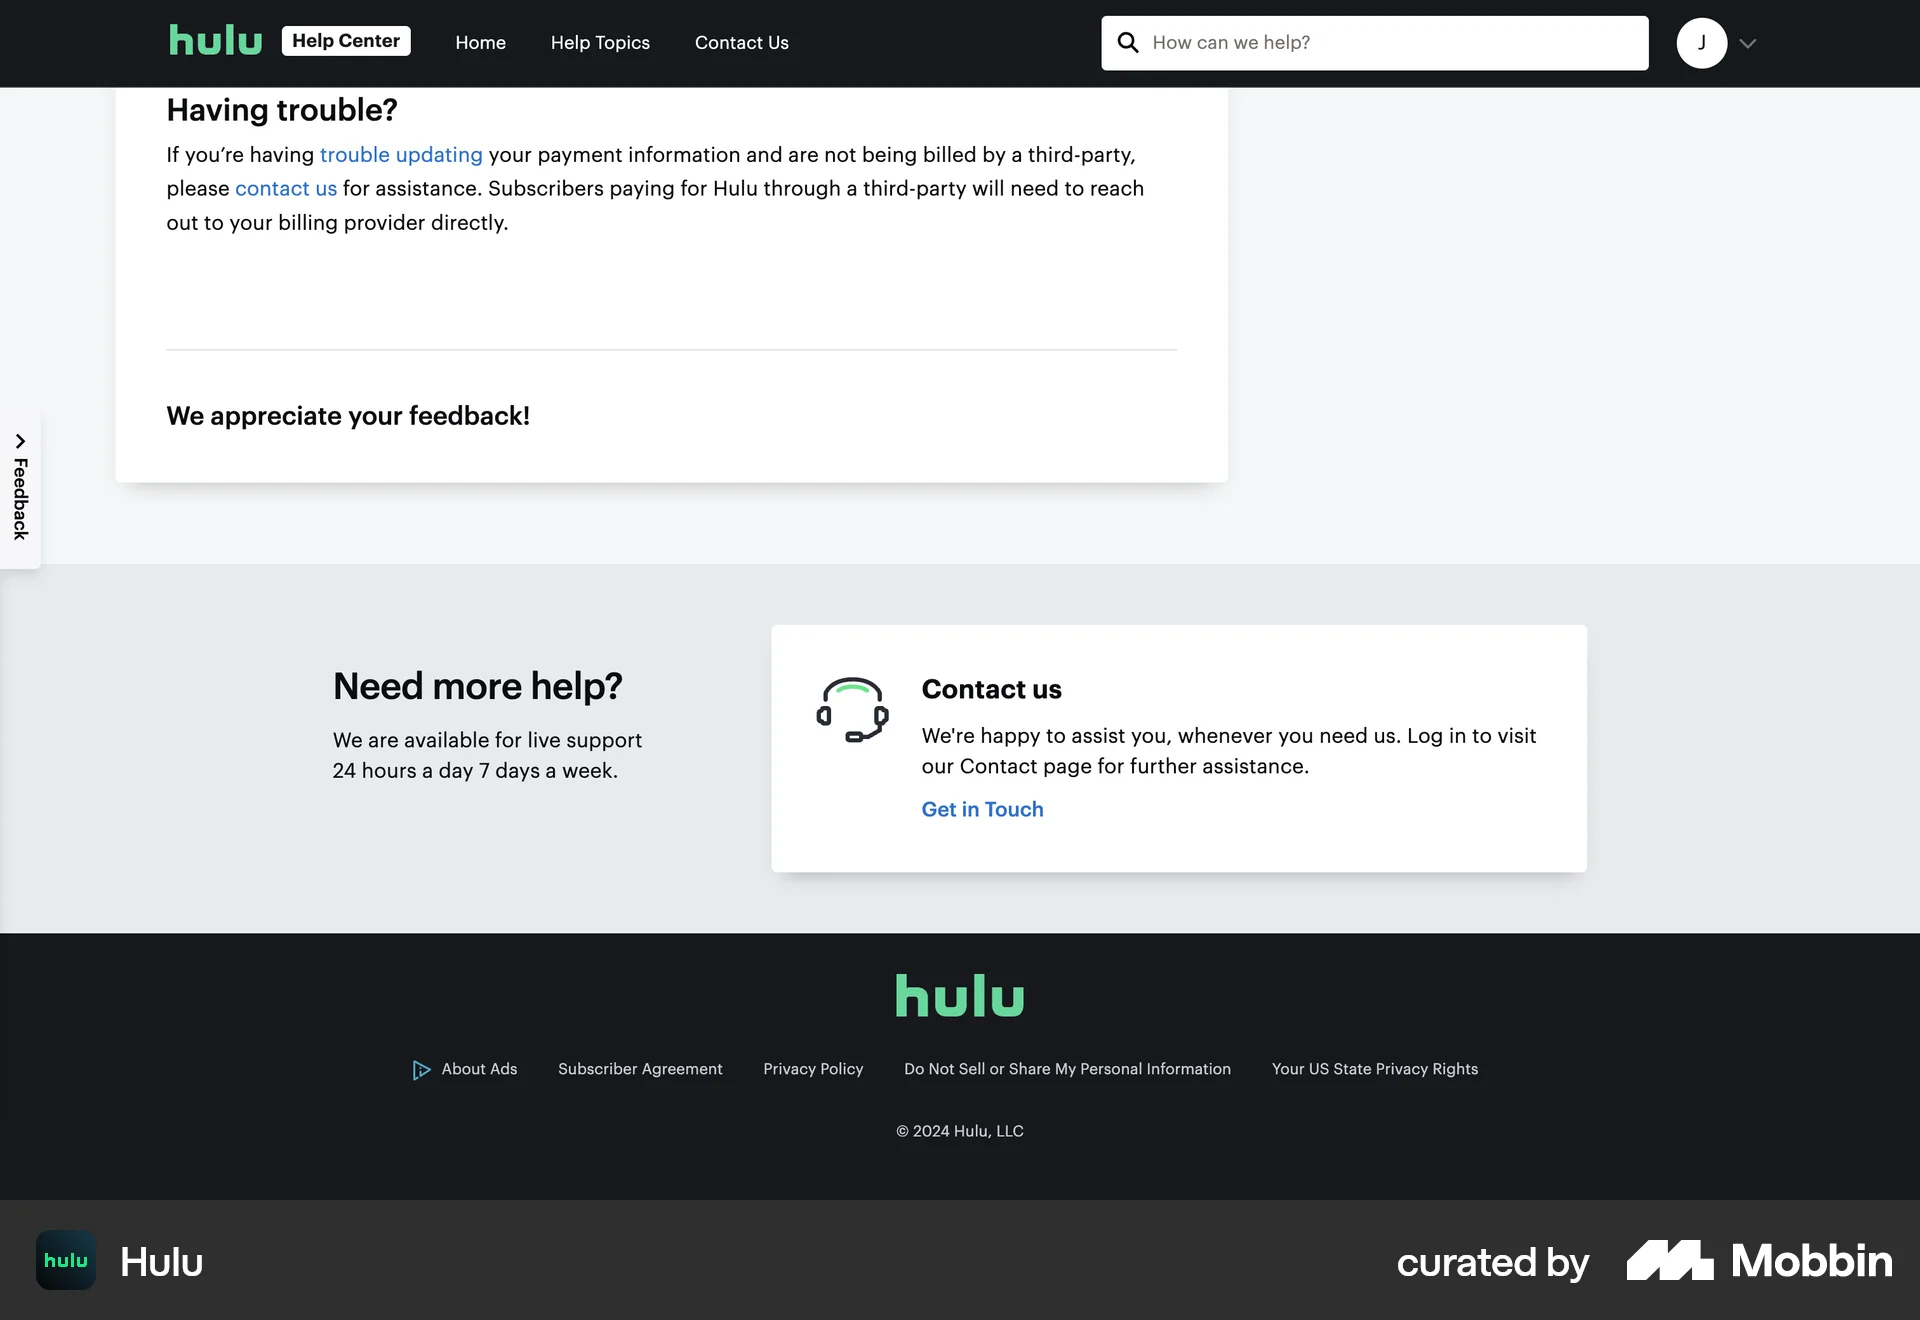 hulu Help Center Home Help Topics Contact Us How can we help? J
Having trouble?
If you’re having trouble updating your payment information and are not being billed by a third-party,
please contact us for assistance. Subscribers paying for Hulu through a third-party will need to reach
out to your billing provider directly.
We appreciate your feedback!
Feedback
Need more help?
We are available for live support
24 hours a day 7 days a week.
Contact us
We're happy to assist you, whenever you need us. Log in to visit
our Contact page for further assistance.
Get in Touch
hulu
About Ads Subscriber Agreement Privacy Policy Do Not Sell or Share My Personal Information Your US State Privacy Rights
© 2024 Hulu, LLC
hulu Hulu curated by Mobbin